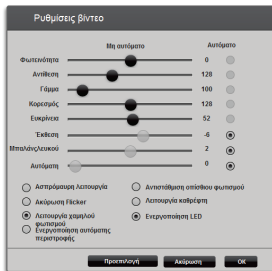 Ρυθμίσεις βίντεο
Μη αυτόματο Αυτόματο
Φωτεινότητα 0
Αντίθεση 128
Γάμμα 100
Κορεσμός 128
Ευκρίνεια 52
Έκθεση -6
Μπαλάνςλευκού 2
Αυτόματη 0
Ασπρόμαυρη Λειτουργία Αντιστάθμιση οπίσθιου φωτισμού
Ακύρωση Flicker Λειτουργία καθρέφτη
Λειτουργία χαμηλού φωτισμού Ενεργοποίηση LED
Ενεργοποίηση αυτόματης
περιστροφής
Προεπιλογή Ακύρωση OK